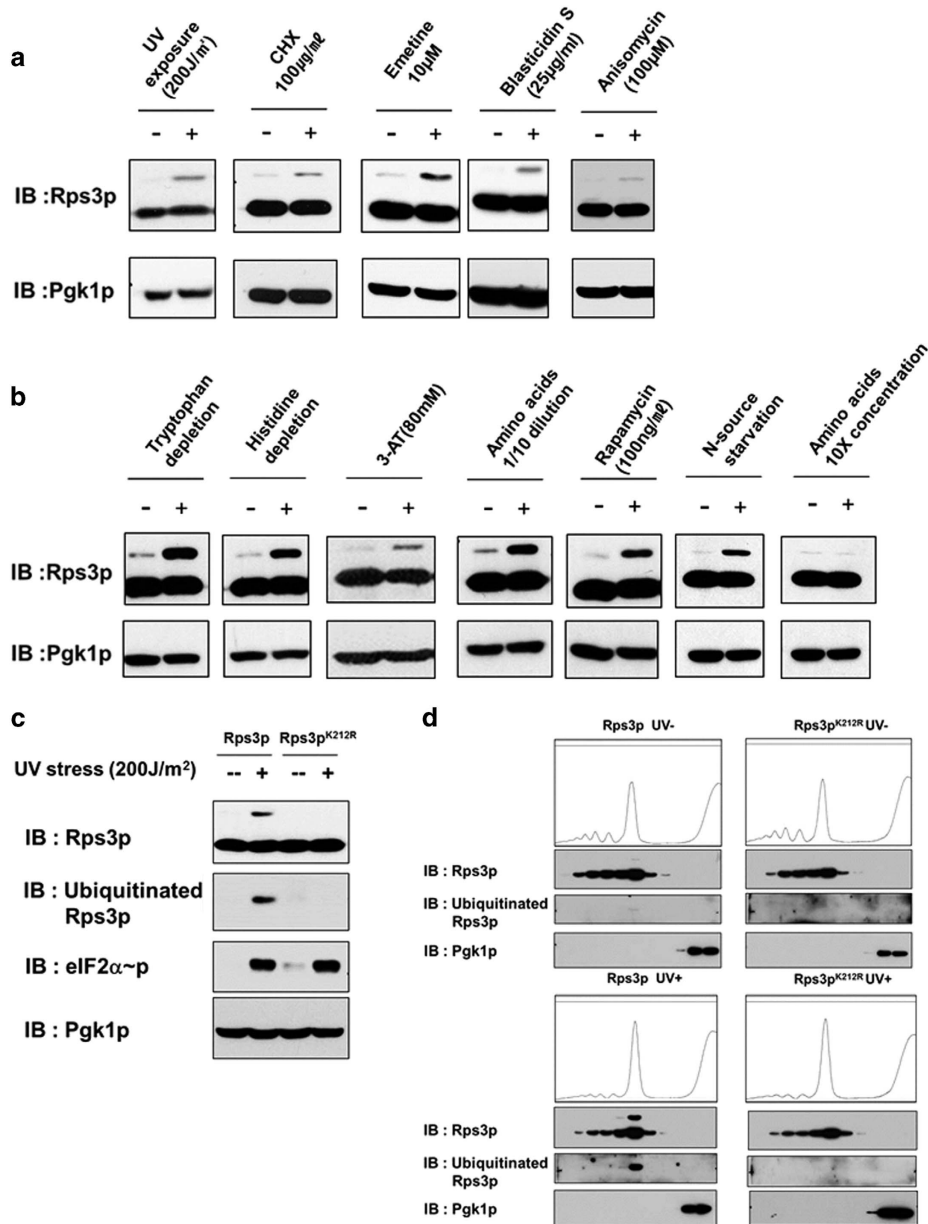 a
UV
exposure
(200J/m²)
CHX
100µg/mℓ
Emetine
10µM
Blasticidin S
(25µg/ml)
Anisomycin
(100µM)
- + - + - + - + - +
IB :Rps3p
IB :Pgk1p
b
Tryptophan
depletion
Histidine
depletion
3-AT(80mM)
Amino acids
1/10 dilution
Rapamycin
(100ng/mℓ)
N-source
starvation
Amino acids
10X concentration
- + - + - + - + - + - + - +
IB :Rps3p
IB :Pgk1p
c
Rps3p Rps3pK212R
UV stress (200J/m²) -- + -- +
IB : Rps3p
IB : Ubiquitinated
Rps3p
IB : eIF2α~p
IB : Pgk1p
d
Rps3p UV- Rps3pK212R UV-
IB : Rps3p
IB : Ubiquitinated
Rps3p
IB : Pgk1p
Rps3p UV+ Rps3pK212R UV+
IB : Rps3p
IB : Ubiquitinated
Rps3p
IB : Pgk1p